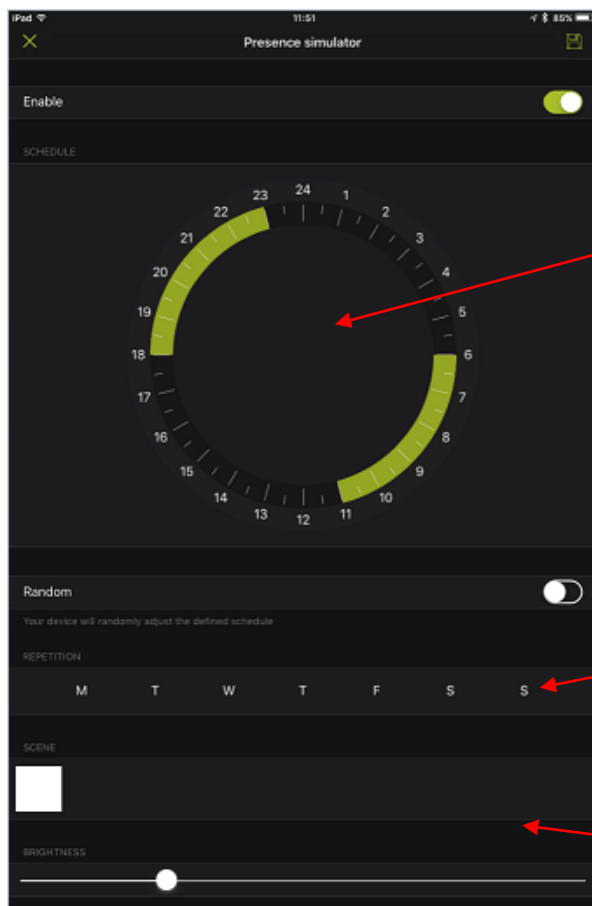 iPad 11:51 85%
Presence simulator
Enable
SCHEDULE
24
23 1
22 2
21 3
20 4
19 5
18 6
17 7
16 8
15 9
14 10
13 11
12
Random
Your device will randomly adjust the defined schedule
REPETITION
M T W T F S S
SCENE
BRIGHTNESS